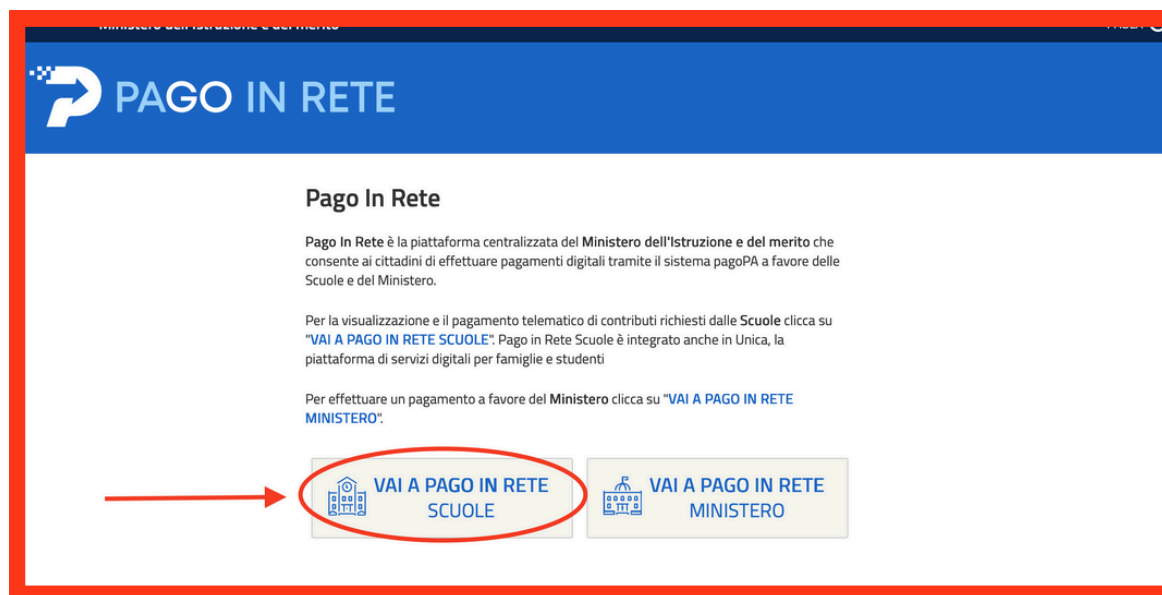 PAGO IN RETE
Pago In Rete
Pago In Rete è la piattaforma centralizzata del Ministero dell'Istruzione e del merito che
consente ai cittadini di effettuare pagamenti digitali tramite il sistema pagoPA a favore delle
Scuole e del Ministero.
Per la visualizzazione e il pagamento telematico di contributi richiesti dalle Scuole clicca su
"VAI A PAGO IN RETE SCUOLE". Pago in Rete Scuole è integrato anche in Unica, la
piattaforma di servizi digitali per famiglie e studenti
Per effettuare un pagamento a favore del Ministero clicca su "VAI A PAGO IN RETE
MINISTERO".
VAI A PAGO IN RETE
SCUOLE
VAI A PAGO IN RETE
MINISTERO